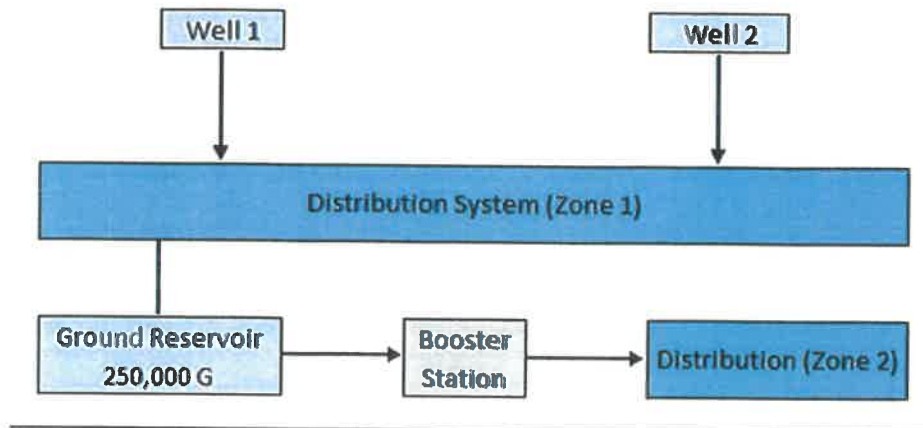 Well 1
Well 2
Distribution System (Zone 1)
Ground Reservoir
250,000 G
Booster
Station
Distribution (Zone 2)